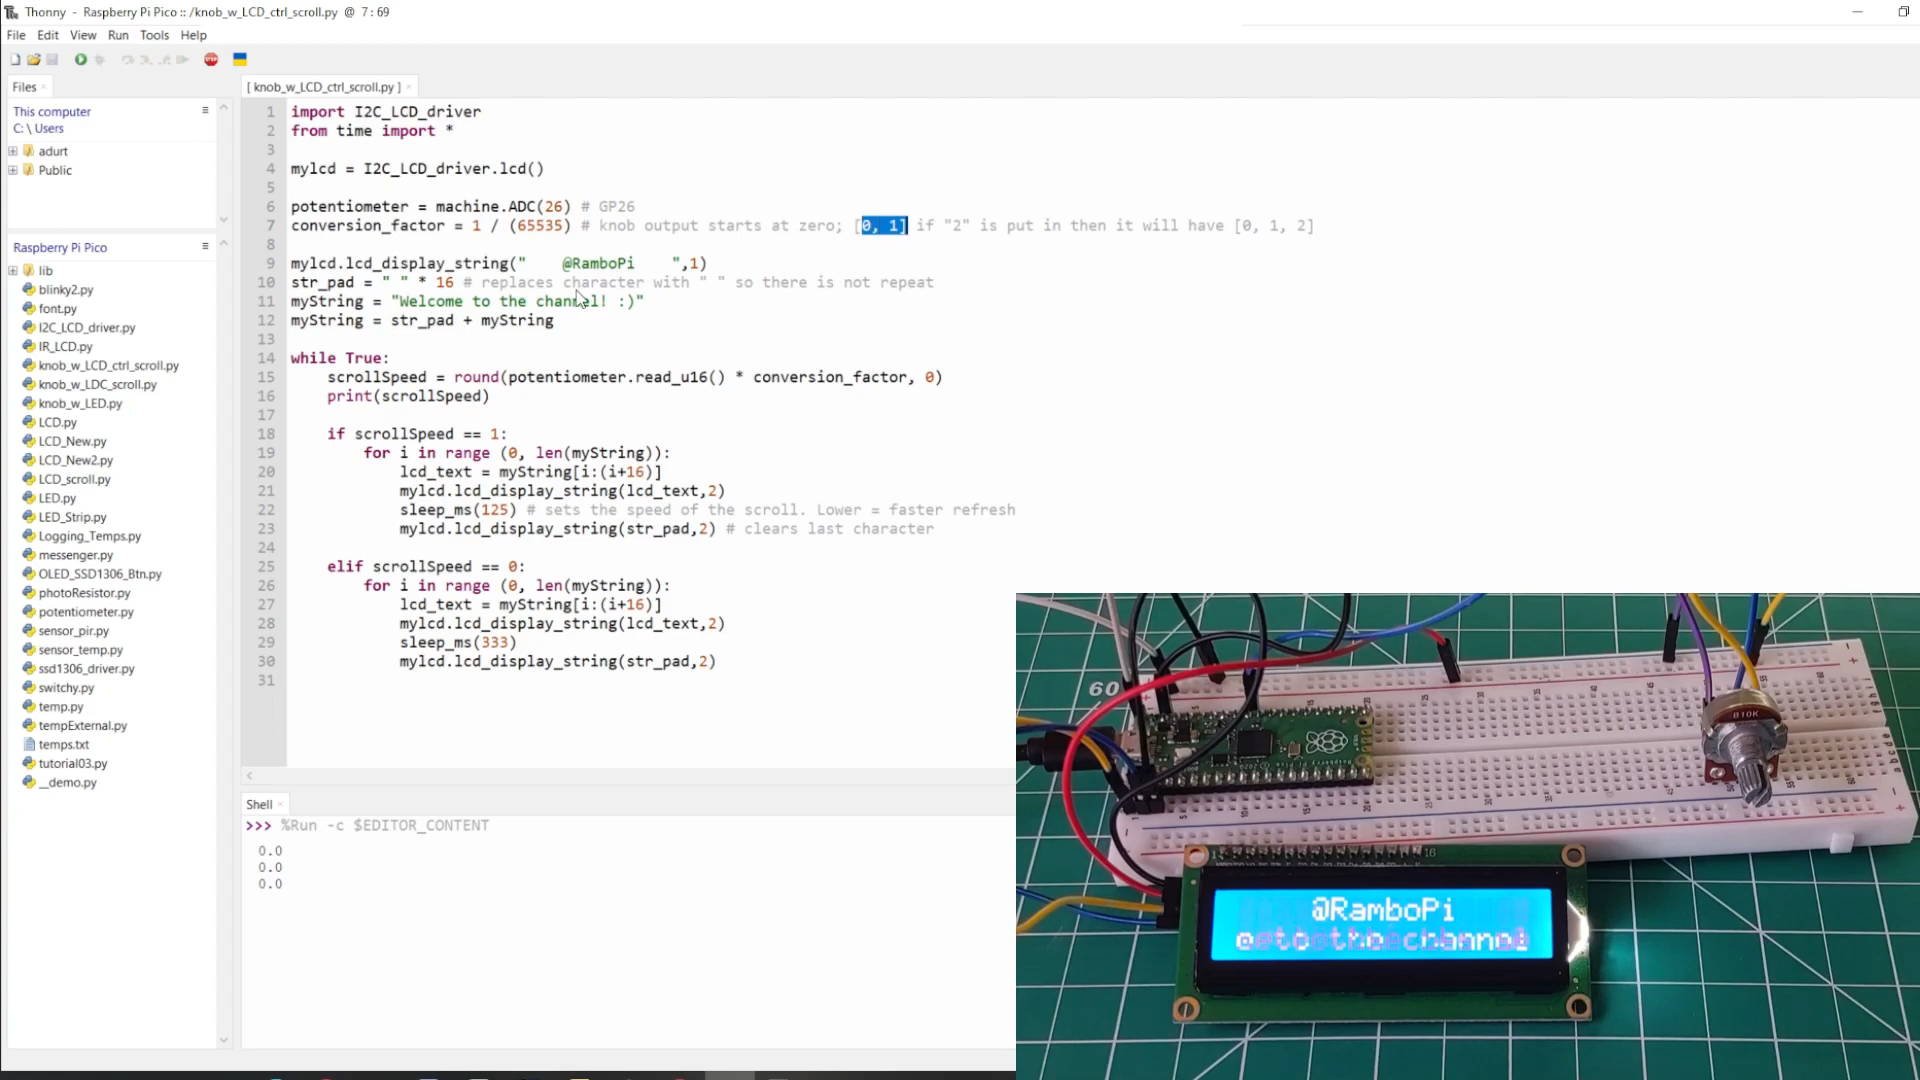 Thonny - Raspberry Pi Pico :: /knob_w_LCD_ctrl_scroll.py @ 7 : 69
File Edit View Run Tools Help
STOP
Files
This computer
C: \ Users
adurt
Public
Raspberry Pi Pico
lib
blinky2.py
font.py
I2C_LCD_driver.py
IR_LCD.py
knob_w_LCD_ctrl_scroll.py
knob_w_LDC_scroll.py
knob_w_LED.py
LCD.py
LCD_New.py
LCD_New2.py
LCD_scroll.py
LED.py
LED_Strip.py
Logging_Temps.py
messenger.py
OLED_SSD1306_Btn.py
photoResistor.py
potentiometer.py
sensor_pir.py
sensor_temp.py
ssd1306_driver.py
switchy.py
temp.py
tempExternal.py
temps.txt
tutorial03.py
__demo.py
[ knob_w_LCD_ctrl_scroll.py ]
1 import I2C_LCD_driver
2 from time import *
3
4 mylcd = I2C_LCD_driver.lcd()
5
6 potentiometer = machine.ADC(26) # GP26
7 conversion_factor = 1 / (65535) # knob output starts at zero; [0, 1] if "2" is put in then it will have [0, 1, 2]
8
9 mylcd.lcd_display_string("    @RamboPi    ",1)
10 str_pad = " " * 16 # replaces character with " " so there is not repeat
11 myString = "Welcome to the channel! :)"
12 myString = str_pad + myString
13
14 while True:
15     scrollSpeed = round(potentiometer.read_u16() * conversion_factor, 0)
16     print(scrollSpeed)
17
18     if scrollSpeed == 1:
19         for i in range (0, len(myString)):
20             lcd_text = myString[i:(i+16)]
21             mylcd.lcd_display_string(lcd_text,2)
22             sleep_ms(125) # sets the speed of the scroll. Lower = faster refresh
23             mylcd.lcd_display_string(str_pad,2) # clears last character
24
25     elif scrollSpeed == 0:
26         for i in range (0, len(myString)):
27             lcd_text = myString[i:(i+16)]
28             mylcd.lcd_display_string(lcd_text,2)
29             sleep_ms(333)
30             mylcd.lcd_display_string(str_pad,2)
31
Shell
>>> %Run -c $EDITOR_CONTENT
0.0
0.0
0.0
60
B10K
Raspberry Pi Pico
16
@RamboPi